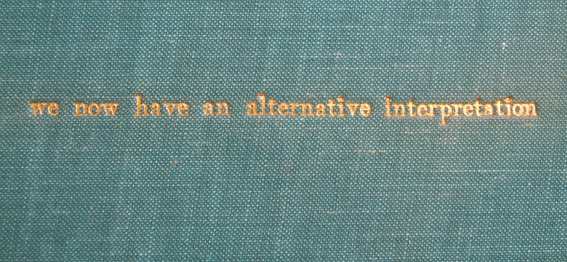 we now have an alternative interpretation